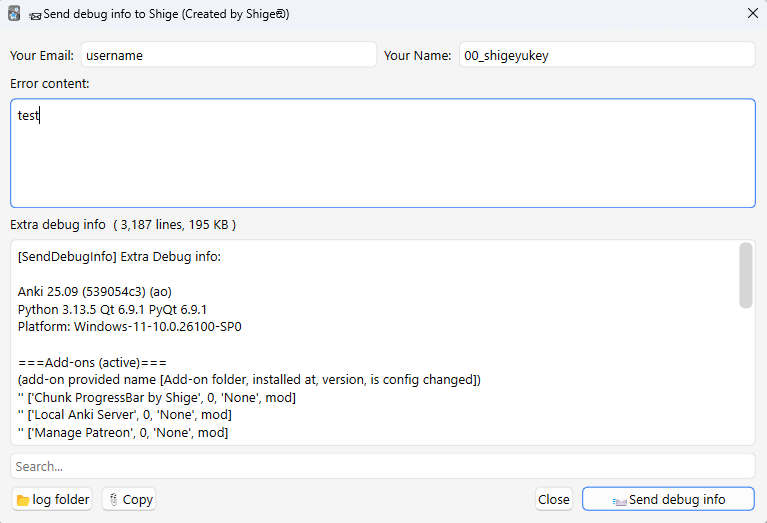 Send debug info to Shige (Created by Shigeಠ)
Your Email: username Your Name: 00_shigeyukey
Error content:
test
Extra debug info ( 3,187 lines, 195 KB )
[SendDebugInfo] Extra Debug info:
Anki 25.09 (539054c3) (ao)
Python 3.13.5 Qt 6.9.1 PyQt 6.9.1
Platform: Windows-11-10.0.26100-SP0
===Add-ons (active)===
(add-on provided name [Add-on folder, installed at, version, is config changed])
'' ['Chunk ProgressBar by Shige', 0, 'None', mod]
'' ['Local Anki Server', 0, 'None', mod]
'' ['Manage Patreon', 0, 'None', mod]
Search...
log folder Copy Close Send debug info